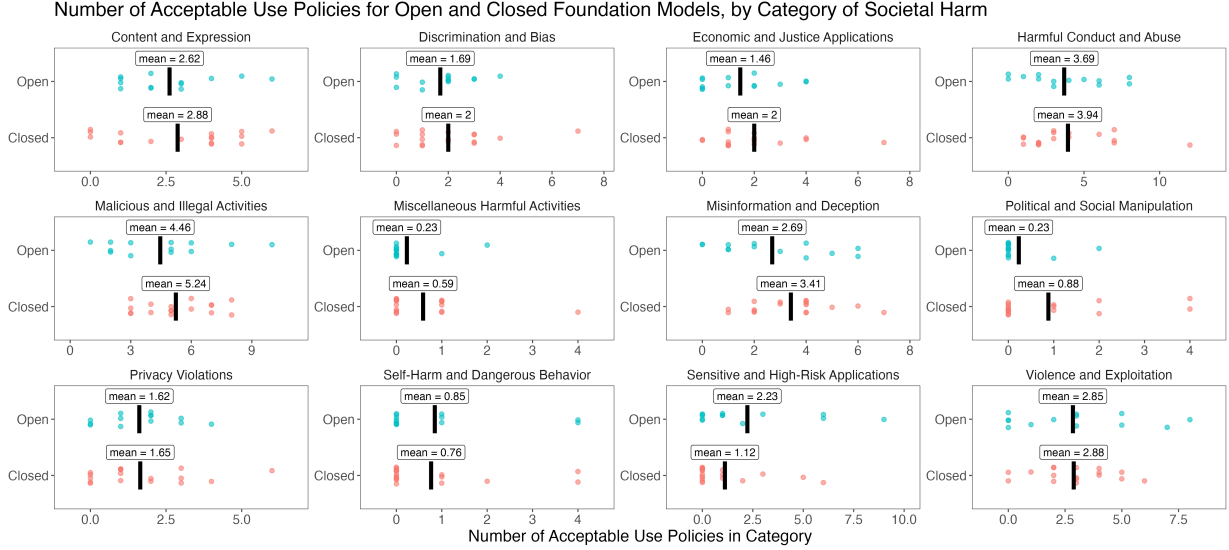 Number of Acceptable Use Policies for Open and Closed Foundation Models, by Category of Societal Harm
Content and Expression
Discrimination and Bias
Economic and Justice Applications
Harmful Conduct and Abuse
mean = 2.62
mean = 1.69
mean = 1.46
mean = 3.69
Open
Open
Open
Open
mean = 2.88
mean = 2
mean = 2
mean = 3.94
Closed
Closed
Closed
Closed
0.0 2.5 5.0
0 2 4 6 8
0 2 4 6 8
0 5 10
Malicious and Illegal Activities
Miscellaneous Harmful Activities
Misinformation and Deception
Political and Social Manipulation
mean = 4.46
mean = 0.23
mean = 2.69
mean = 0.23
Open
Open
Open
Open
mean = 5.24
mean = 0.59
mean = 3.41
mean = 0.88
Closed
Closed
Closed
Closed
0 3 6 9
0 1 2 3 4
0 2 4 6 8
0 1 2 3 4
Privacy Violations
Self-Harm and Dangerous Behavior
Sensitive and High-Risk Applications
Violence and Exploitation
mean = 1.62
mean = 0.85
mean = 2.23
mean = 2.85
Open
Open
Open
Open
mean = 1.65
mean = 0.76
mean = 1.12
mean = 2.88
Closed
Closed
Closed
Closed
0.0 2.5 5.0
0 1 2 3 4
0.0 2.5 5.0 7.5 10.0
0.0 2.5 5.0 7.5
Number of Acceptable Use Policies in Category